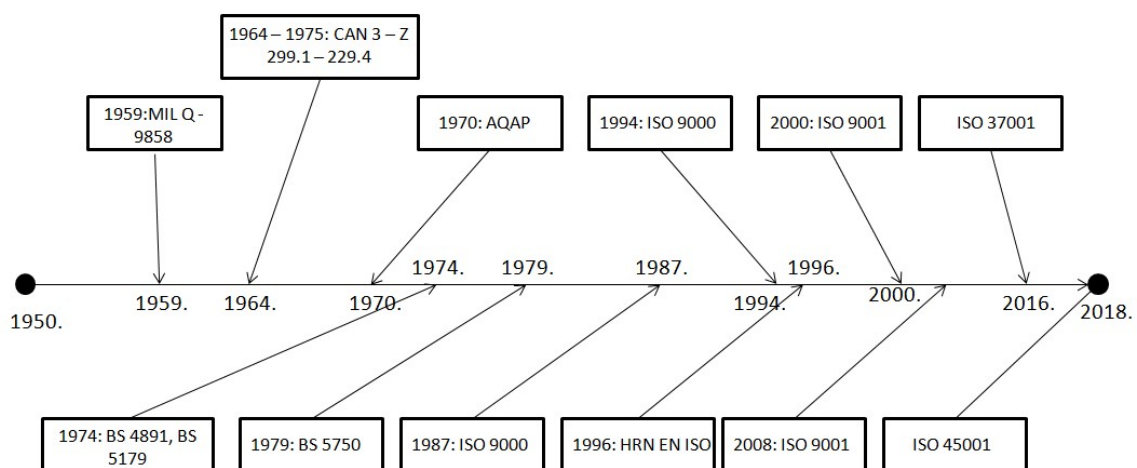 1964 – 1975: CAN 3 – Z
299.1 – 229.4
1959:MIL Q -
9858
1970: AQAP
1994: ISO 9000
2000: ISO 9001
ISO 37001
1974.
1979.
1987.
1996.
1950.
1959.
1964.
1970.
1994.
2000.
2016.
2018.
1974: BS 4891, BS
5179
1979: BS 5750
1987: ISO 9000
1996: HRN EN ISO
2008: ISO 9001
ISO 45001